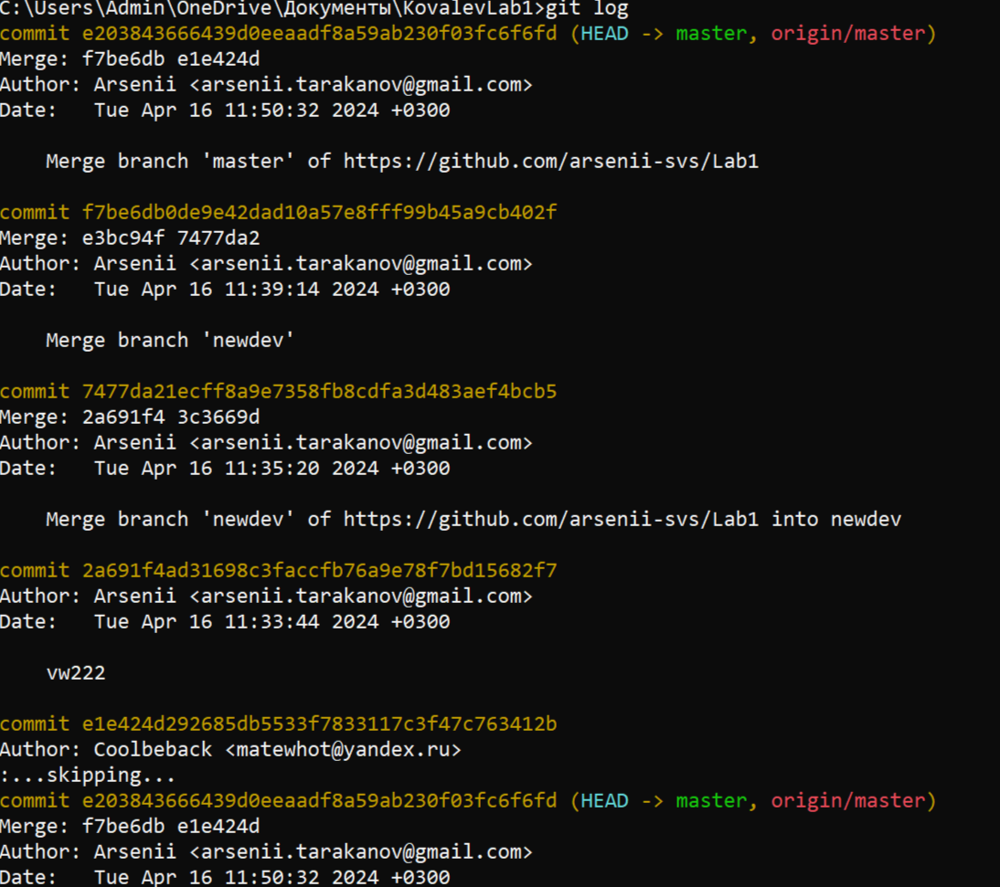 C:\Users\Admin\OneDrive\Документы\KovalevLab1>git log
commit e203843666439d0eeaadf8a59ab230f03fc6f6fd (HEAD -> master, origin/master)
Merge: f7be6db e1e424d
Author: Arsenii <arsenii.tarakanov@gmail.com>
Date:   Tue Apr 16 11:50:32 2024 +0300
    Merge branch 'master' of https://github.com/arsenii-svs/Lab1
commit f7be6db0de9e42dad10a57e8fff99b45a9cb402f
Merge: e3bc94f 7477da2
Author: Arsenii <arsenii.tarakanov@gmail.com>
Date:   Tue Apr 16 11:39:14 2024 +0300
    Merge branch 'newdev'
commit 7477da21ecff8a9e7358fb8cdfa3d483aef4bcb5
Merge: 2a691f4 3c3669d
Author: Arsenii <arsenii.tarakanov@gmail.com>
Date:   Tue Apr 16 11:35:20 2024 +0300
    Merge branch 'newdev' of https://github.com/arsenii-svs/Lab1 into newdev
commit 2a691f4ad31698c3faccfb76a9e78f7bd15682f7
Author: Arsenii <arsenii.tarakanov@gmail.com>
Date:   Tue Apr 16 11:33:44 2024 +0300
    vw222
commit e1e424d292685db5533f7833117c3f47c763412b
Author: Coolbeback <matewhot@yandex.ru>
:...skipping...
commit e203843666439d0eeaadf8a59ab230f03fc6f6fd (HEAD -> master, origin/master)
Merge: f7be6db e1e424d
Author: Arsenii <arsenii.tarakanov@gmail.com>
Date:   Tue Apr 16 11:50:32 2024 +0300